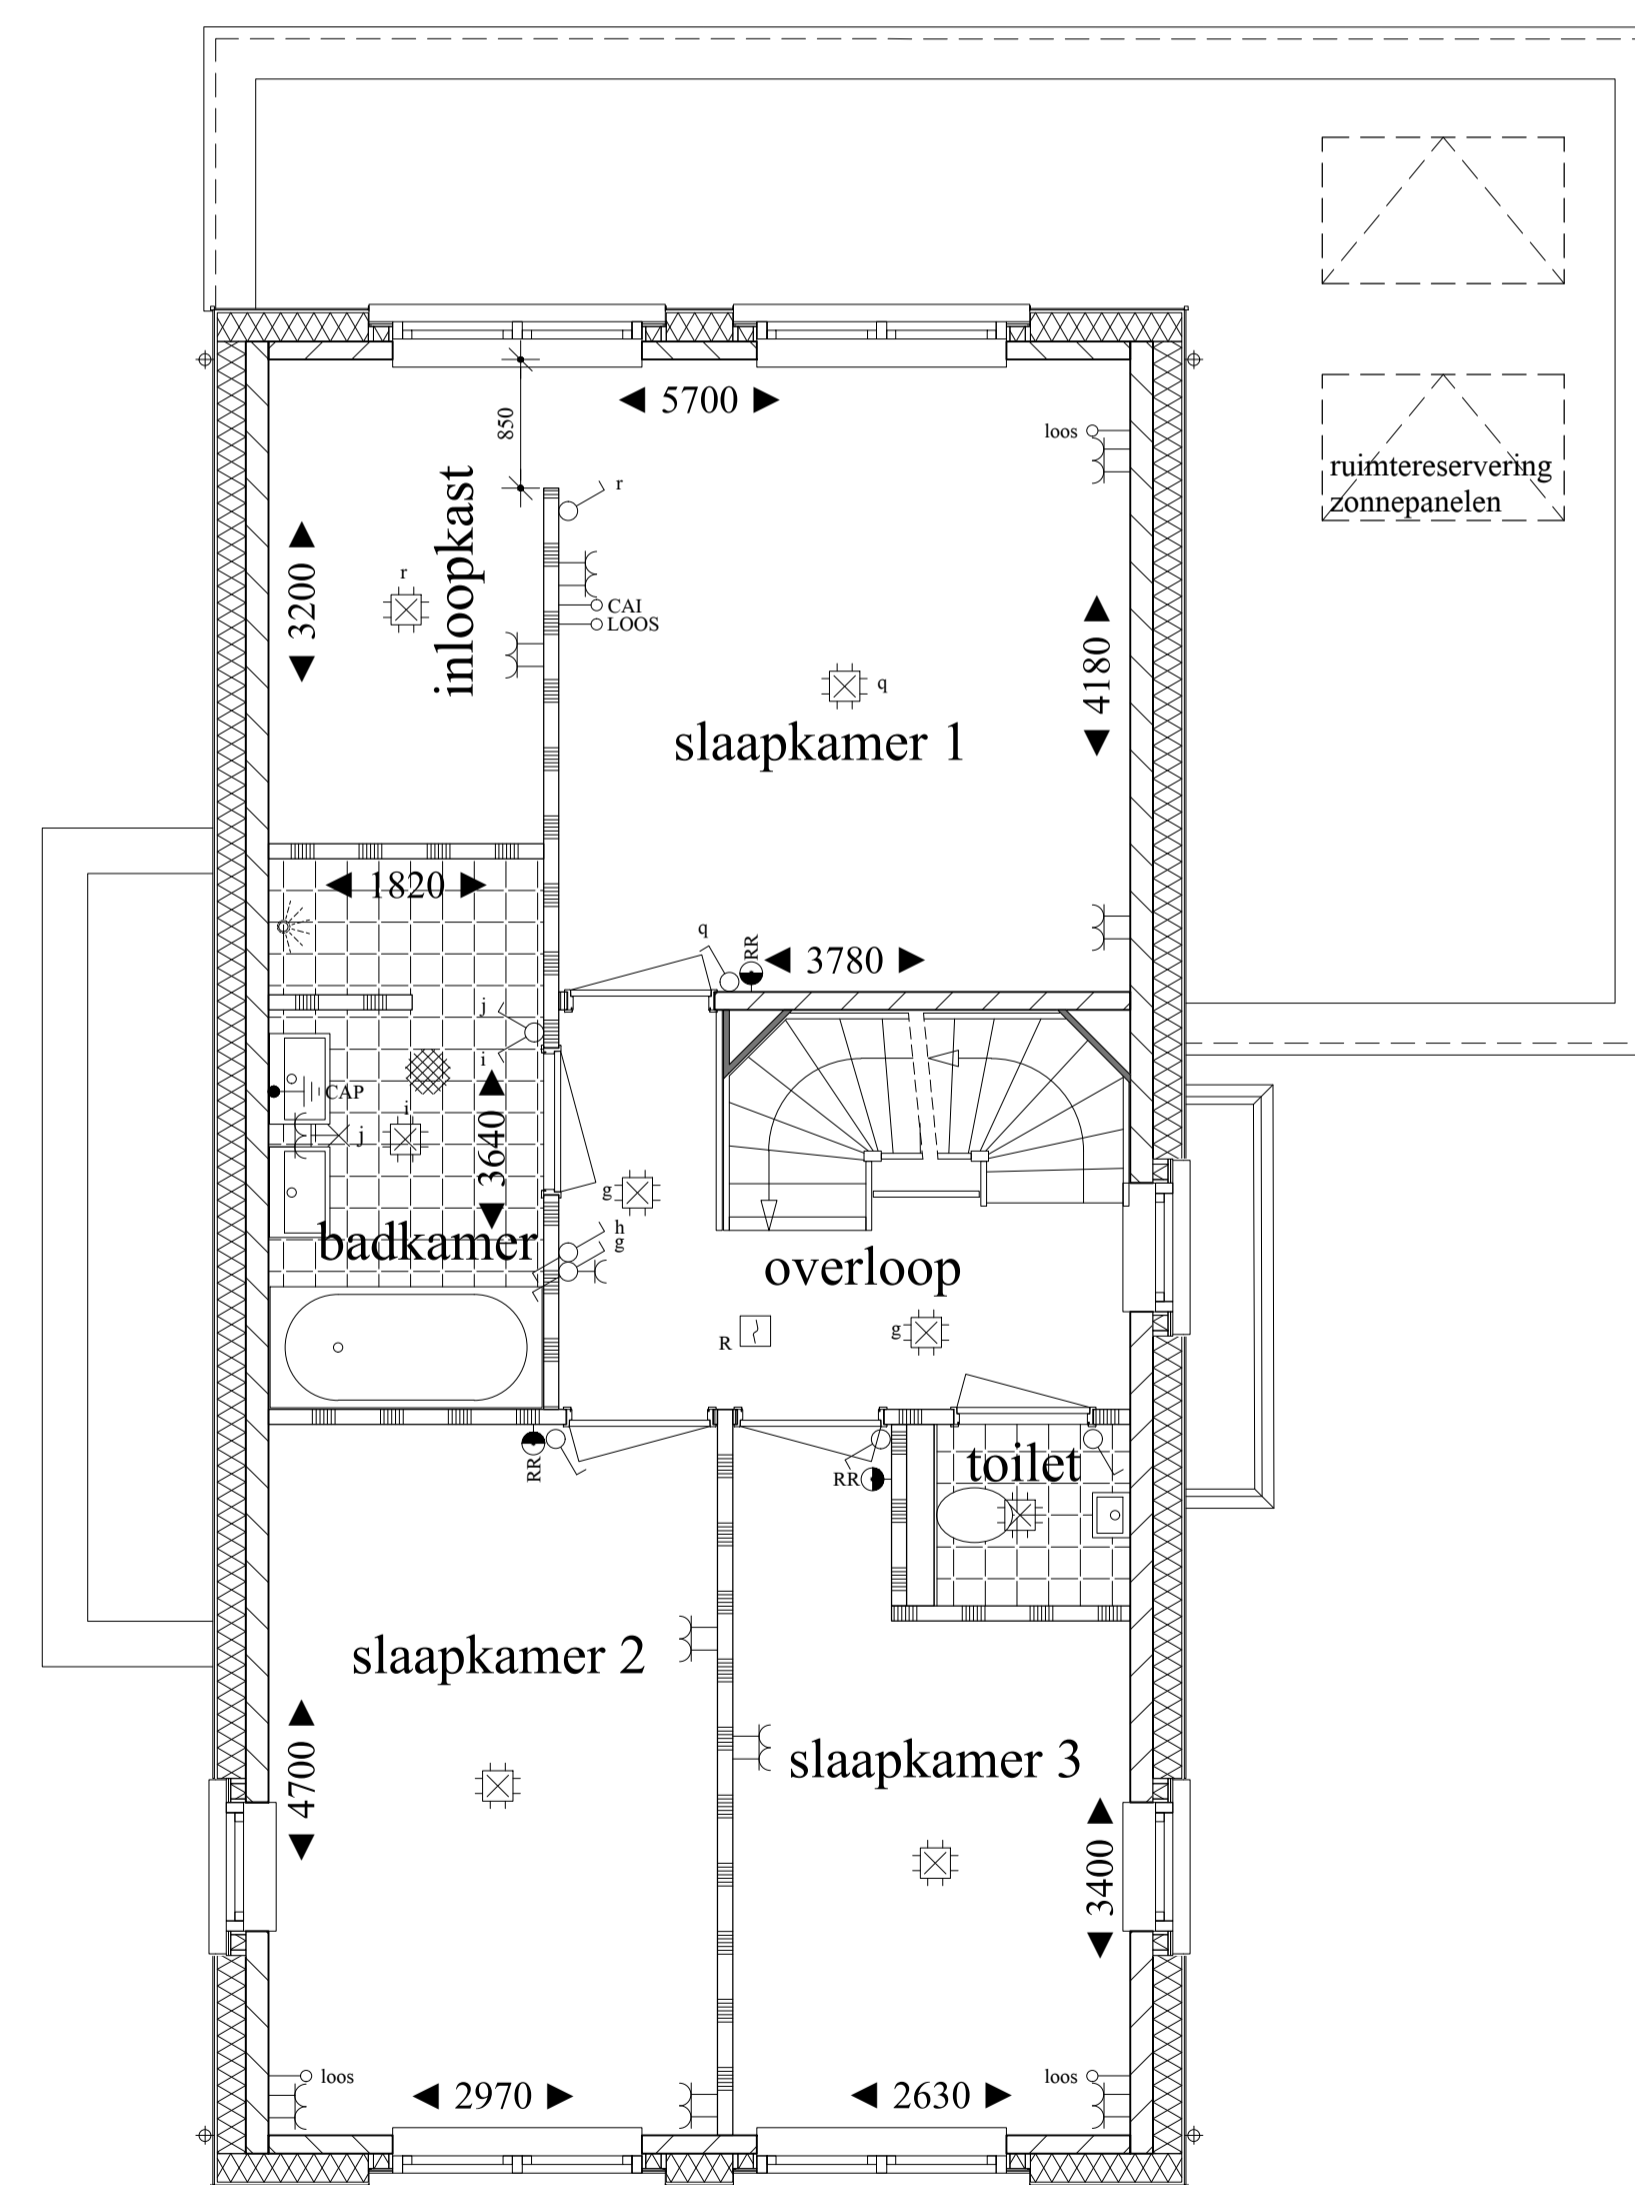 5700
850
loos
ruimtereservering
zonnepanelen
r
inloopkast
r
3200
CAI
LOOS
4180
q
slaapkamer 1
1820
q
RR
3780
j
i
CAP
i
j
3640
g
h
g
badkamer
overloop
R
g
toilet
RR
RR
slaapkamer 2
slaapkamer 3
4700
3400
loos
loos
2970
2630